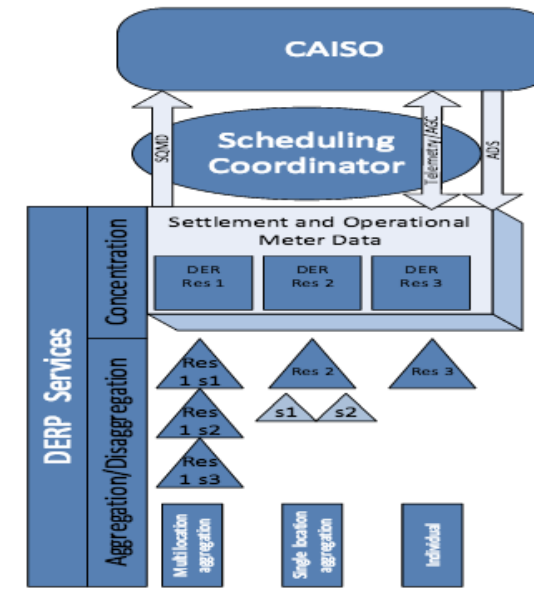 CAISO
SQMD
Telemetry/AGC
ADS
Scheduling
Coordinator
DERP Services
Concentration
Settlement and Operational
Meter Data
DER
Res 1
DER
Res 2
DER
Res 3
Aggregation/Disaggregation
Res
1 s1
Res 2
Res 3
s1
s2
Res
1 s2
Res
1 s3
Multi location
aggregation
Single location
aggregation
Individual